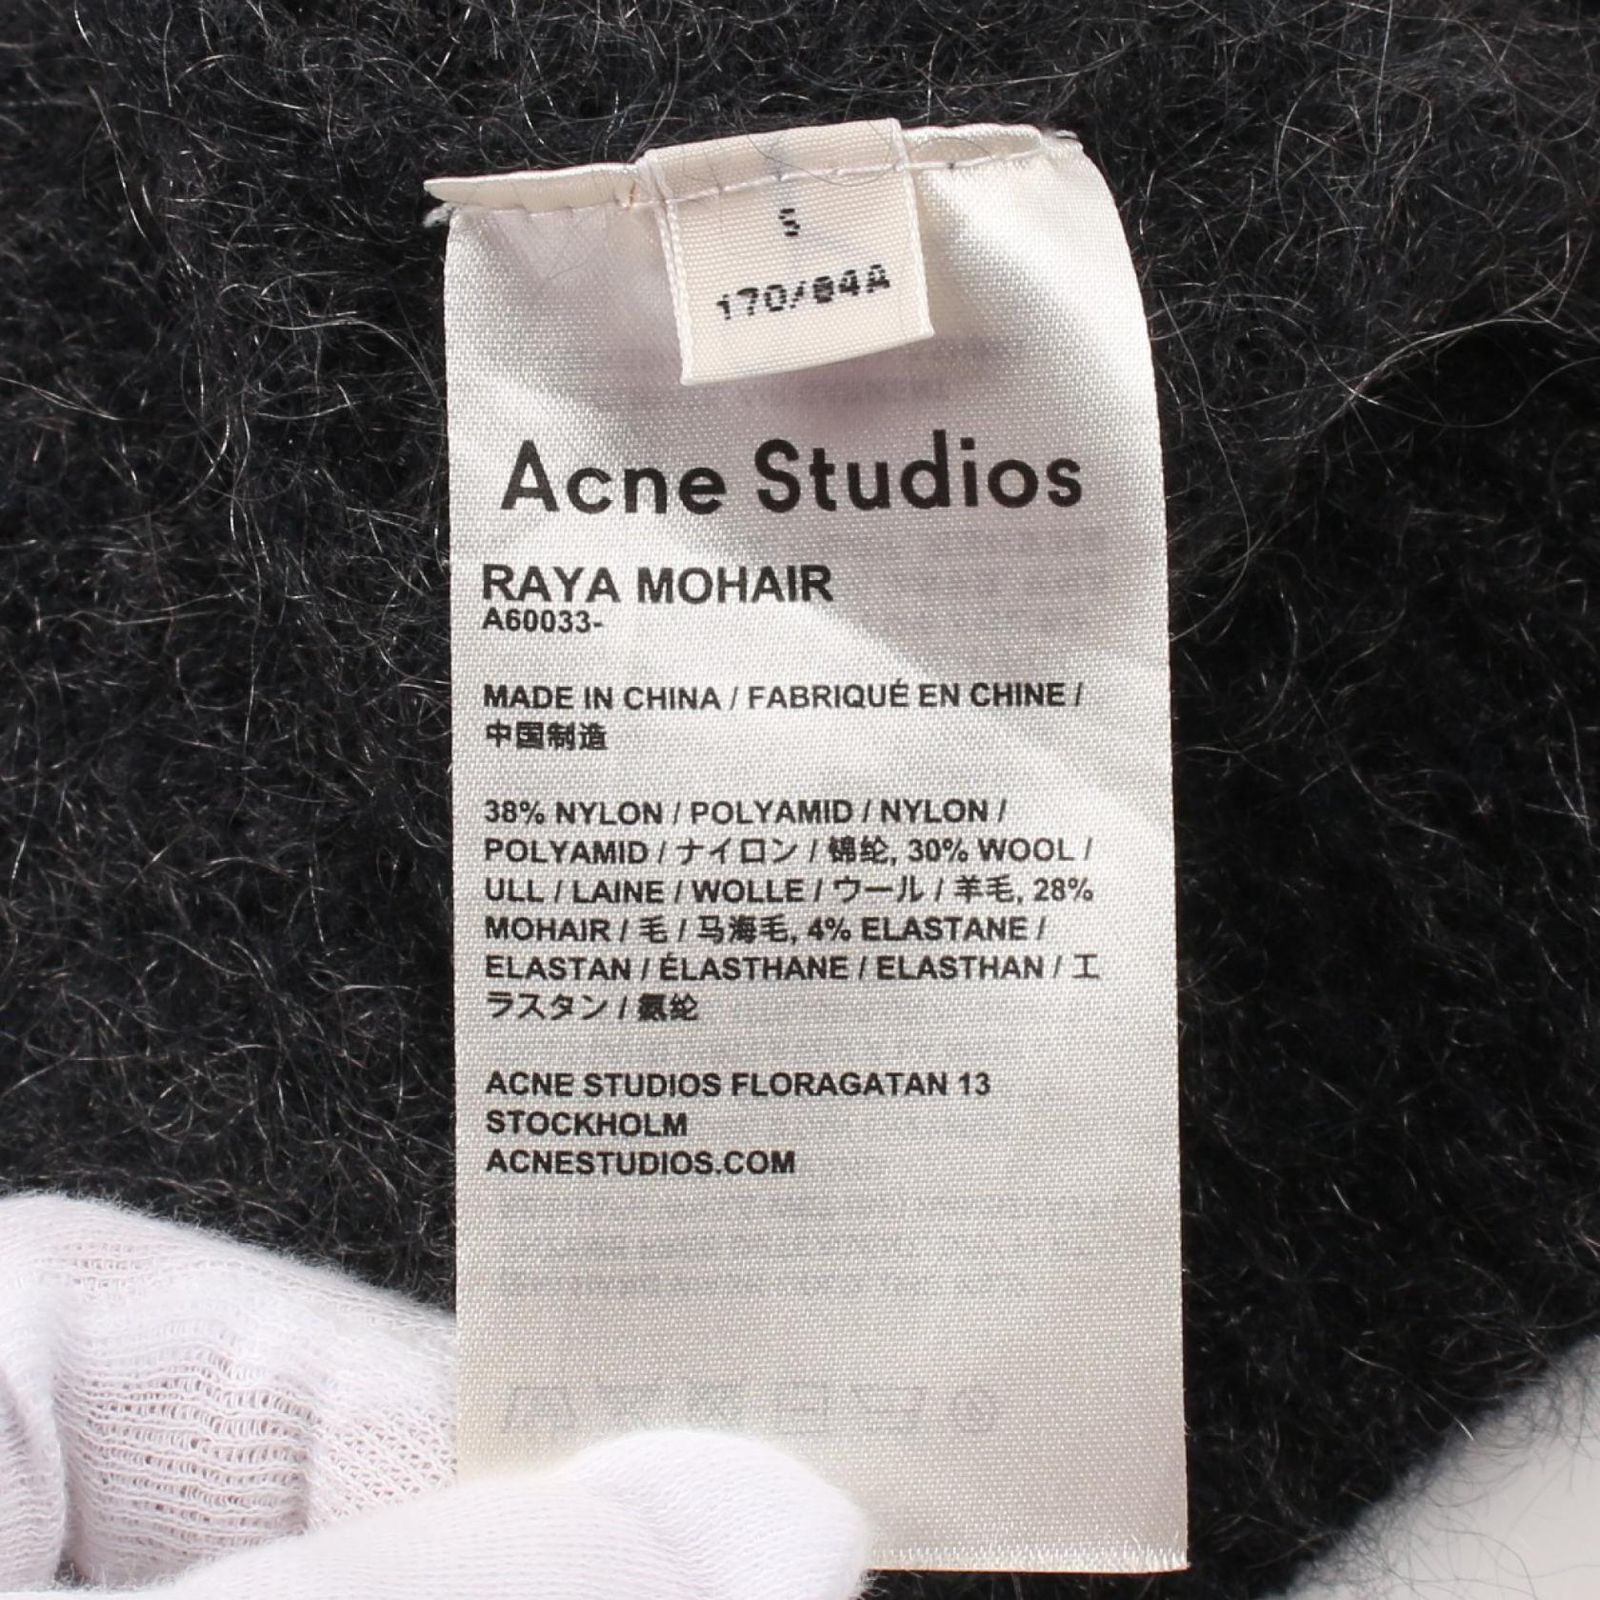 S
170/84A
Acne Studios
RAYA MOHAIR
A60033-
MADE IN CHINA / FABRIQUÉ EN CHINE /
中国制造
38% NYLON / POLYAMID / NYLON /
POLYAMID / ナイロン / 锦纶, 30% WOOL /
ULL / LAINE / WOLLE / ウール / 羊毛, 28%
MOHAIR / 毛 / 马海毛, 4% ELASTANE /
ELASTAN / ÉLASTHANE / ELASTHAN / エ
ラスタン / 氨纶
ACNE STUDIOS FLORAGATAN 13
STOCKHOLM
ACNESTUDIOS.COM